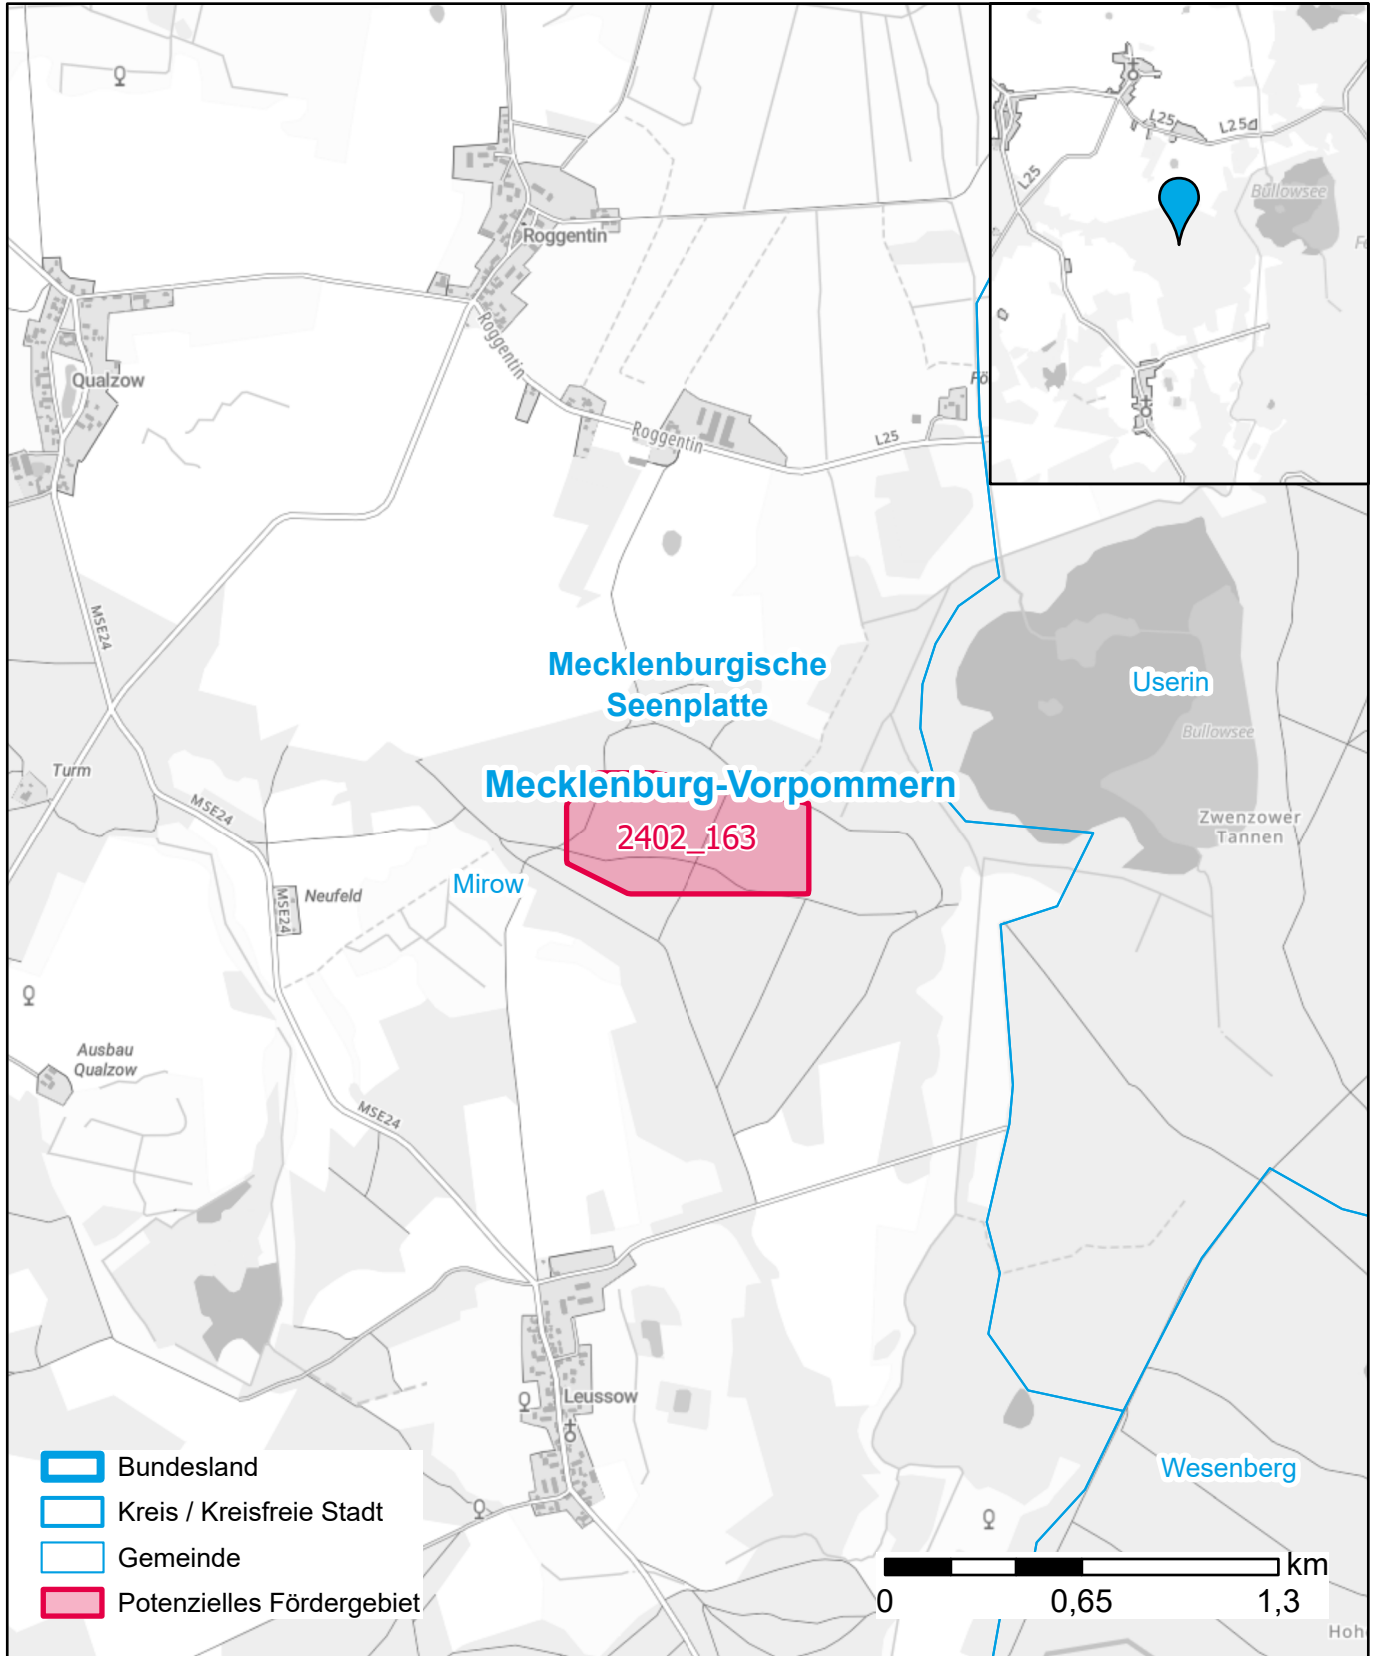 L25
L25
L25
Bullowsee
Roggentin
Roggentin
Qualzow
Roggentin
L25
MSE24
Mecklenburgische
Seenplatte
Userin
Bullowsee
Turm
Mecklenburg-Vorpommern
MSE24
2402_163
Zwenzower
Tannen
Mirow
Neufeld
MSE24
Ausbau
Qualzow
MSE24
Leussow
Wesenberg
Bundesland
Kreis / Kreisfreie Stadt
Gemeinde
Potenzielles Fördergebiet
km
0
0,65
1,3